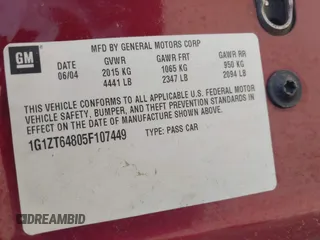 GM
MFD BY GENERAL MOTORS CORP
DATE GVWR GAWR FRT GAWR RR
06/04 2015 KG 1065 KG 950 KG
4441 LB 2347 LB 2094 LB
THIS VEHICLE CONFORMS TO ALL APPLICABLE U.S. FEDERAL MOTOR
VEHICLE SAFETY, BUMPER, AND THEFT PREVENTION STANDARDS IN
EFFECT ON THE DATE OF MANUFACTURE SHOWN ABOVE.
1G1ZT64805F107449 TYPE: PASS CAR